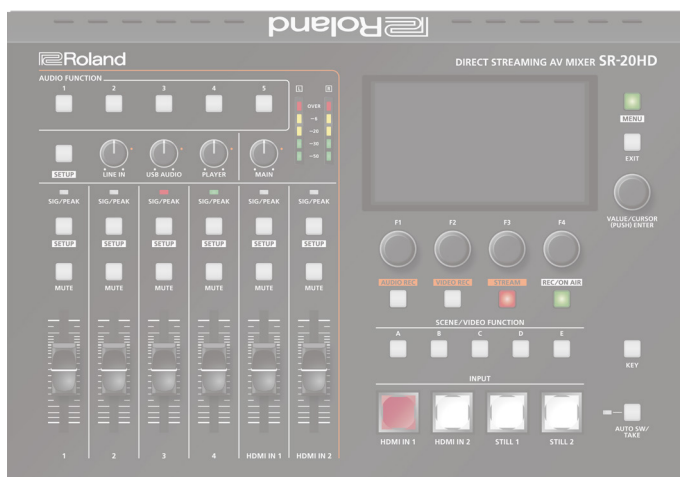 Roland
Roland
DIRECT STREAMING AV MIXER SR-20HD
AUDIO FUNCTION
1 2 3 4 5 L R
OVER
-9
-20
-30
-50
MENU
EXIT
SETUP LINE IN USB AUDIO PLAYER MAIN
SIG/PEAK SIG/PEAK SIG/PEAK SIG/PEAK SIG/PEAK SIG/PEAK
VALUE/CURSOR
(PUSH) ENTER
F1 F2 F3 F4
SETUP SETUP SETUP SETUP SETUP SETUP
MUTE MUTE MUTE MUTE MUTE MUTE
AUDIO REC VIDEO REC STREAM REC/ON AIR
SCENE/VIDEO FUNCTION
A B C D E
KEY
INPUT
HDMI IN 1 HDMI IN 2 STILL 1 STILL 2
AUTO SW/
TAKE
1 2 3 4 HDMI IN 1 HDMI IN 2